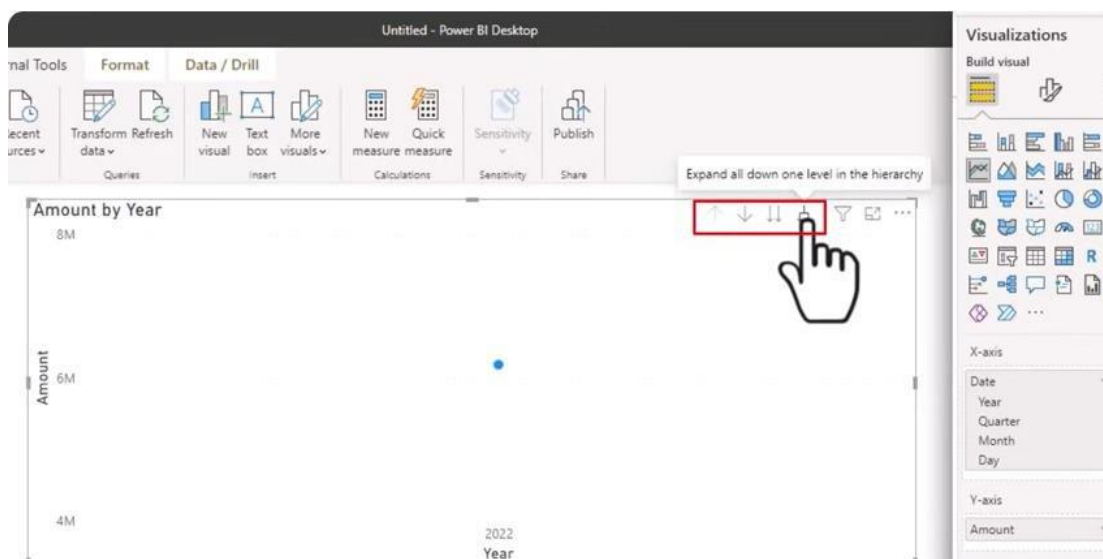 Untitled - Power BI Desktop
nal Tools
Format
Data / Drill
Recent
urces
Transform
data
Refresh
New
visual
Text
box
More
visuals
New
measure
Quick
measure
Sensitivity
Publish
Queries
Insert
Calculations
Sensitivity
Share
Expand all down one level in the hierarchy
Amount by Year
8M
6M
4M
Amount
2022
Year
Visualizations
Build visual
A
123
R
X-axis
Date
Year
Quarter
Month
Day
Y-axis
Amount